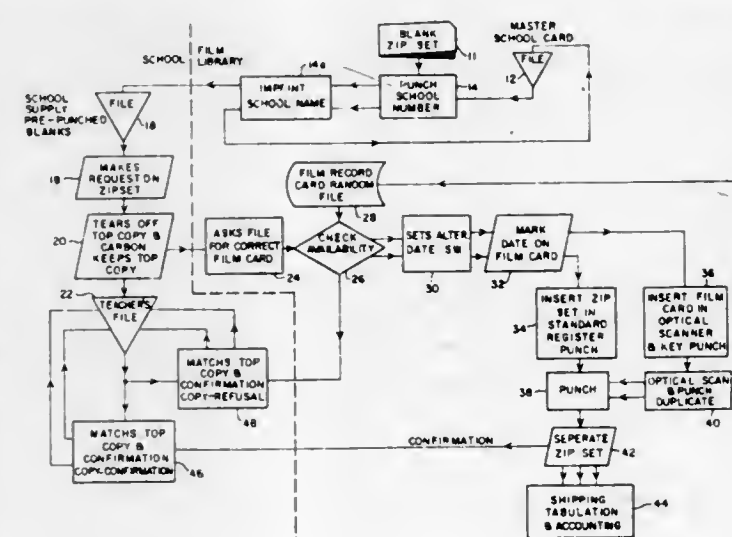 MASTER
SCHOOL CARD
BLANK
ZIP SET
11
FILE
12
SCHOOL
FILM
LIBRARY
14a
IMPRINT
SCHOOL NAME
PUNCH
SCHOOL
NUMBER
14
SCHOOL
SUPPLY
PRE-PUNCHED
BLANKS
FILE
18
MAKES
REQUEST ON
ZIPSET
19
TEARS OFF
TOP COPY &
CARBON
KEEPS TOP
COPY
20
ASKS FILE
FOR CORRECT
FILM CARD
24
FILM RECORD
CARD RANDOM
FILE
28
CHECK
AVAILABILITY
26
SETS ALTER
DATE SW.
30
MARK
DATE ON
FILM CARD
32
INSERT ZIP
SET IN
STANDARD
REGISTER
PUNCH
34
36
INSERT FILM
CARD IN
OPTICAL
SCANNER
& KEY PUNCH
22
TEACHER'S
FILE
MATCHS TOP
COPY &
CONFIRMATION
COPY-REFUSAL
48
PUNCH
38
OPTICAL SCAN
& PUNCH
DUPLICATE
40
MATCHS TOP
COPY &
CONFIRMATION
COPY-CONFIRMATION
46
CONFIRMATION
SEPERATE
ZIP SET
42
SHIPPING
TABULATION
& ACCOUNTING
44